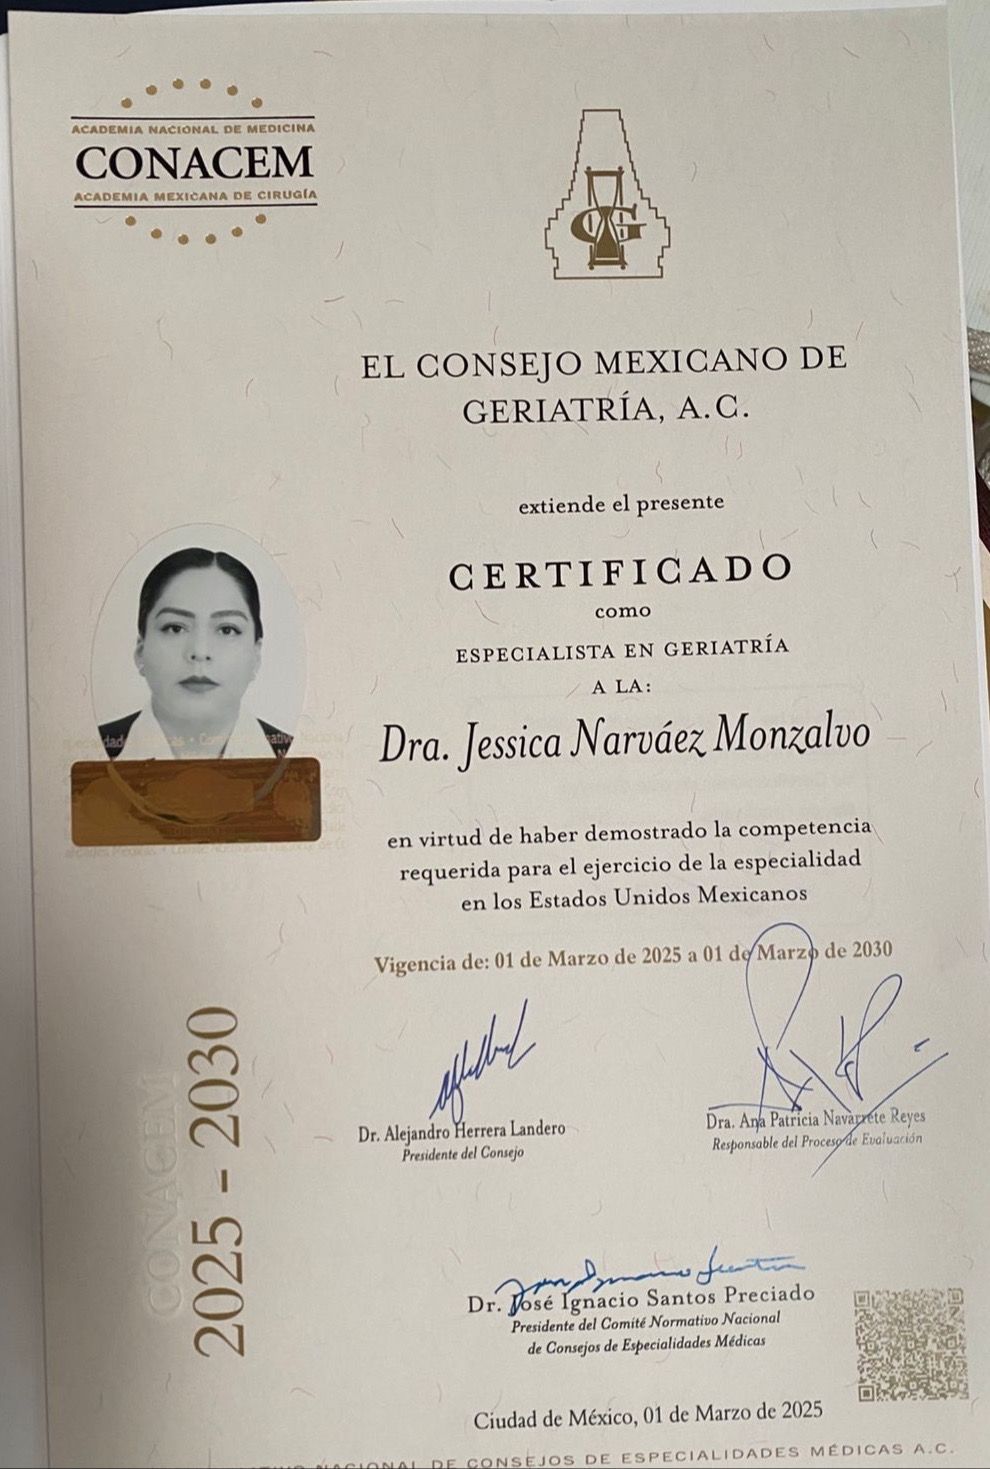 ACADEMIA NACIONAL DE MEDICINA
CONACEM
ACADEMIA MEXICANA DE CIRUGÍA
G
EL CONSEJO MEXICANO DE
GERIATRÍA, A.C.
extiende el presente
CERTIFICADO
como
ESPECIALISTA EN GERIATRÍA
A LA:
Dra. Jessica Narváez Monzalvo
en virtud de haber demostrado la competencia
requerida para el ejercicio de la especialidad
en los Estados Unidos Mexicanos
Vigencia de: 01 de Marzo de 2025 a 01 de Marzo de 2030
CONACEM
2025 - 2030
Dr. Alejandro Herrera Landero
Presidente del Consejo
Dra. Ana Patricia Navarrete Reyes
Responsable del Proceso de Evaluación
Dr. José Ignacio Santos Preciado
Presidente del Comité Normativo Nacional
de Consejos de Especialidades Médicas
Ciudad de México, 01 de Marzo de 2025
NACIONAL DE CONSEJOS DE ESPECIALIDADES MÉDICAS A.C.